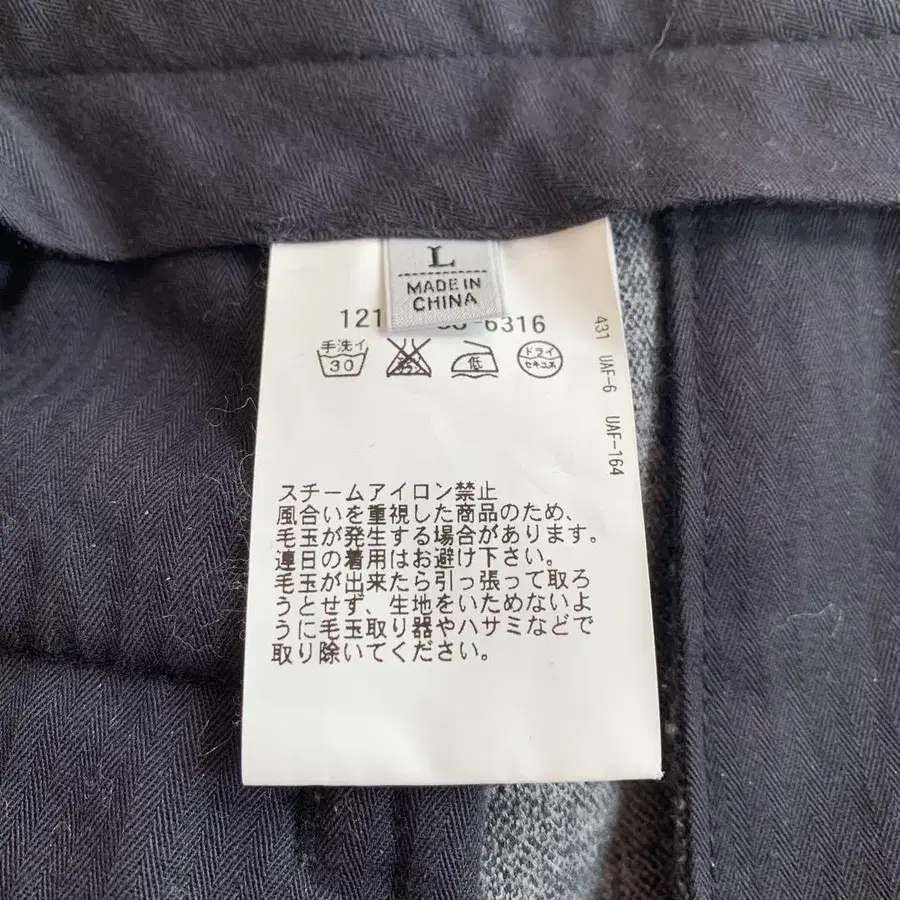 L
MADE IN
CHINA
121
6316
手洗イ
30
低
ドライ
セキユ系
431 UAF-6 UAF-164
スチームアイロン禁止
風合いを重視した商品のため、
毛玉が発生する場合があります。
連日の着用はお避け下さい。
毛玉が出来たら引っ張って取ろ
うとせず、生地をいためないよ
うに毛玉取り器やハサミなどで
取り除いてください。